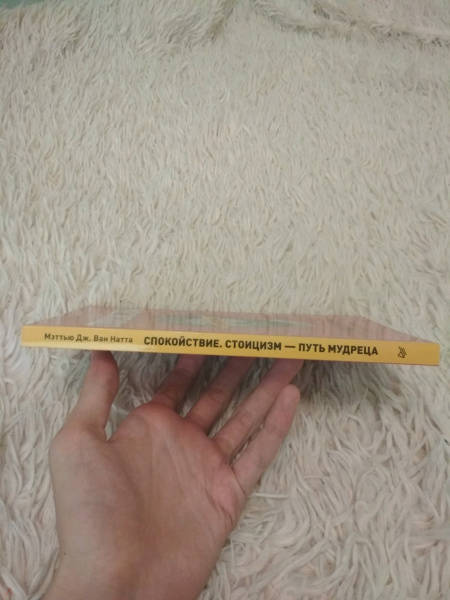 Мэттью Дж. Ван Натта СПОКОЙСТВИЕ. СТОИЦИЗМ — ПУТЬ МУДРЕЦА